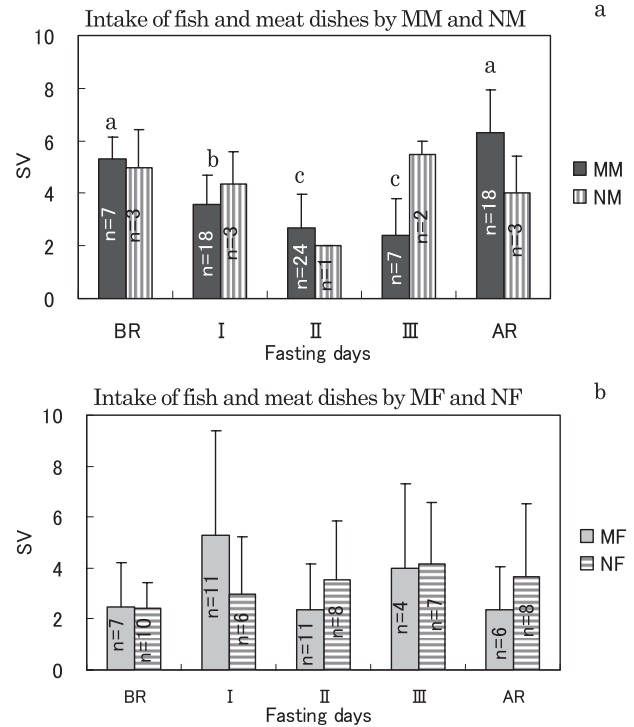 Intake of fish and meat dishes by MM and NM
a
10
8
6
4
2
0
SV
a
b
c
c
a
n=7
n=3
n=18
n=3
n=24
n=1
n=7
n=2
n=18
n=3
MM
NM
BR I II III AR
Fasting days
Intake of fish and meat dishes by MF and NF
b
10
8
6
4
2
0
SV
n=7
n=10
n=11
n=6
n=11
n=8
n=4
n=7
n=6
n=8
MF
NF
BR I II III AR
Fasting days